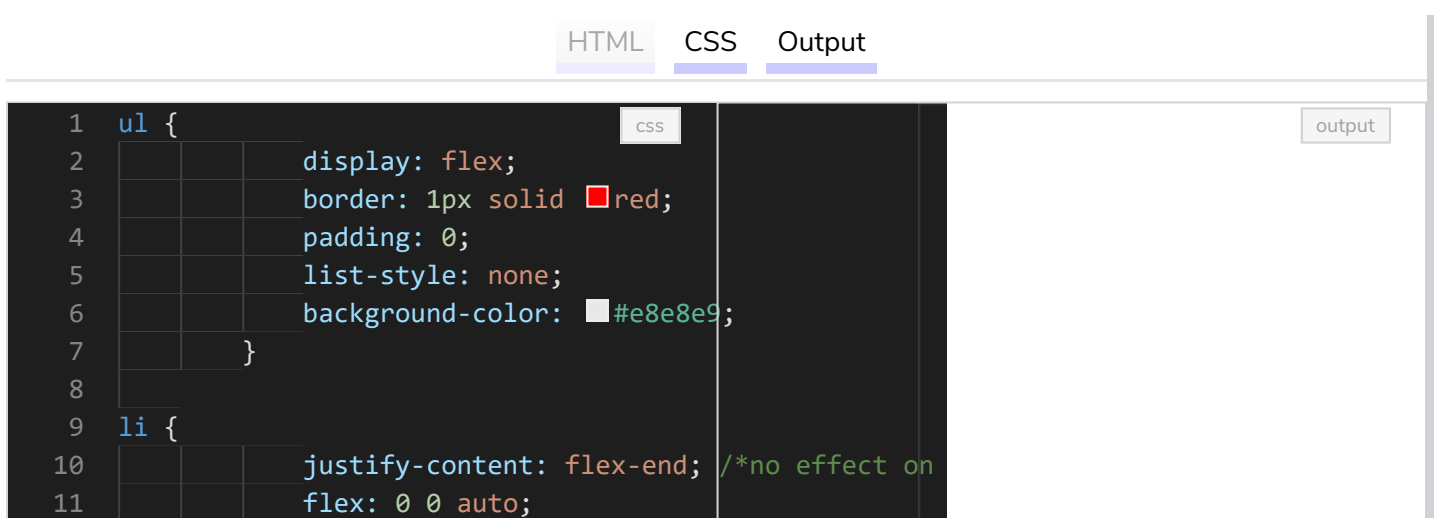 HTML CSS Output
css
output
1 ul {
2 display: flex;
3 border: 1px solid red;
4 padding: 0;
5 list-style: none;
6 background-color: #e8e8e9;
7 }
8
9 li {
10 justify-content: flex-end; /*no effect on
11 flex: 0 0 auto;